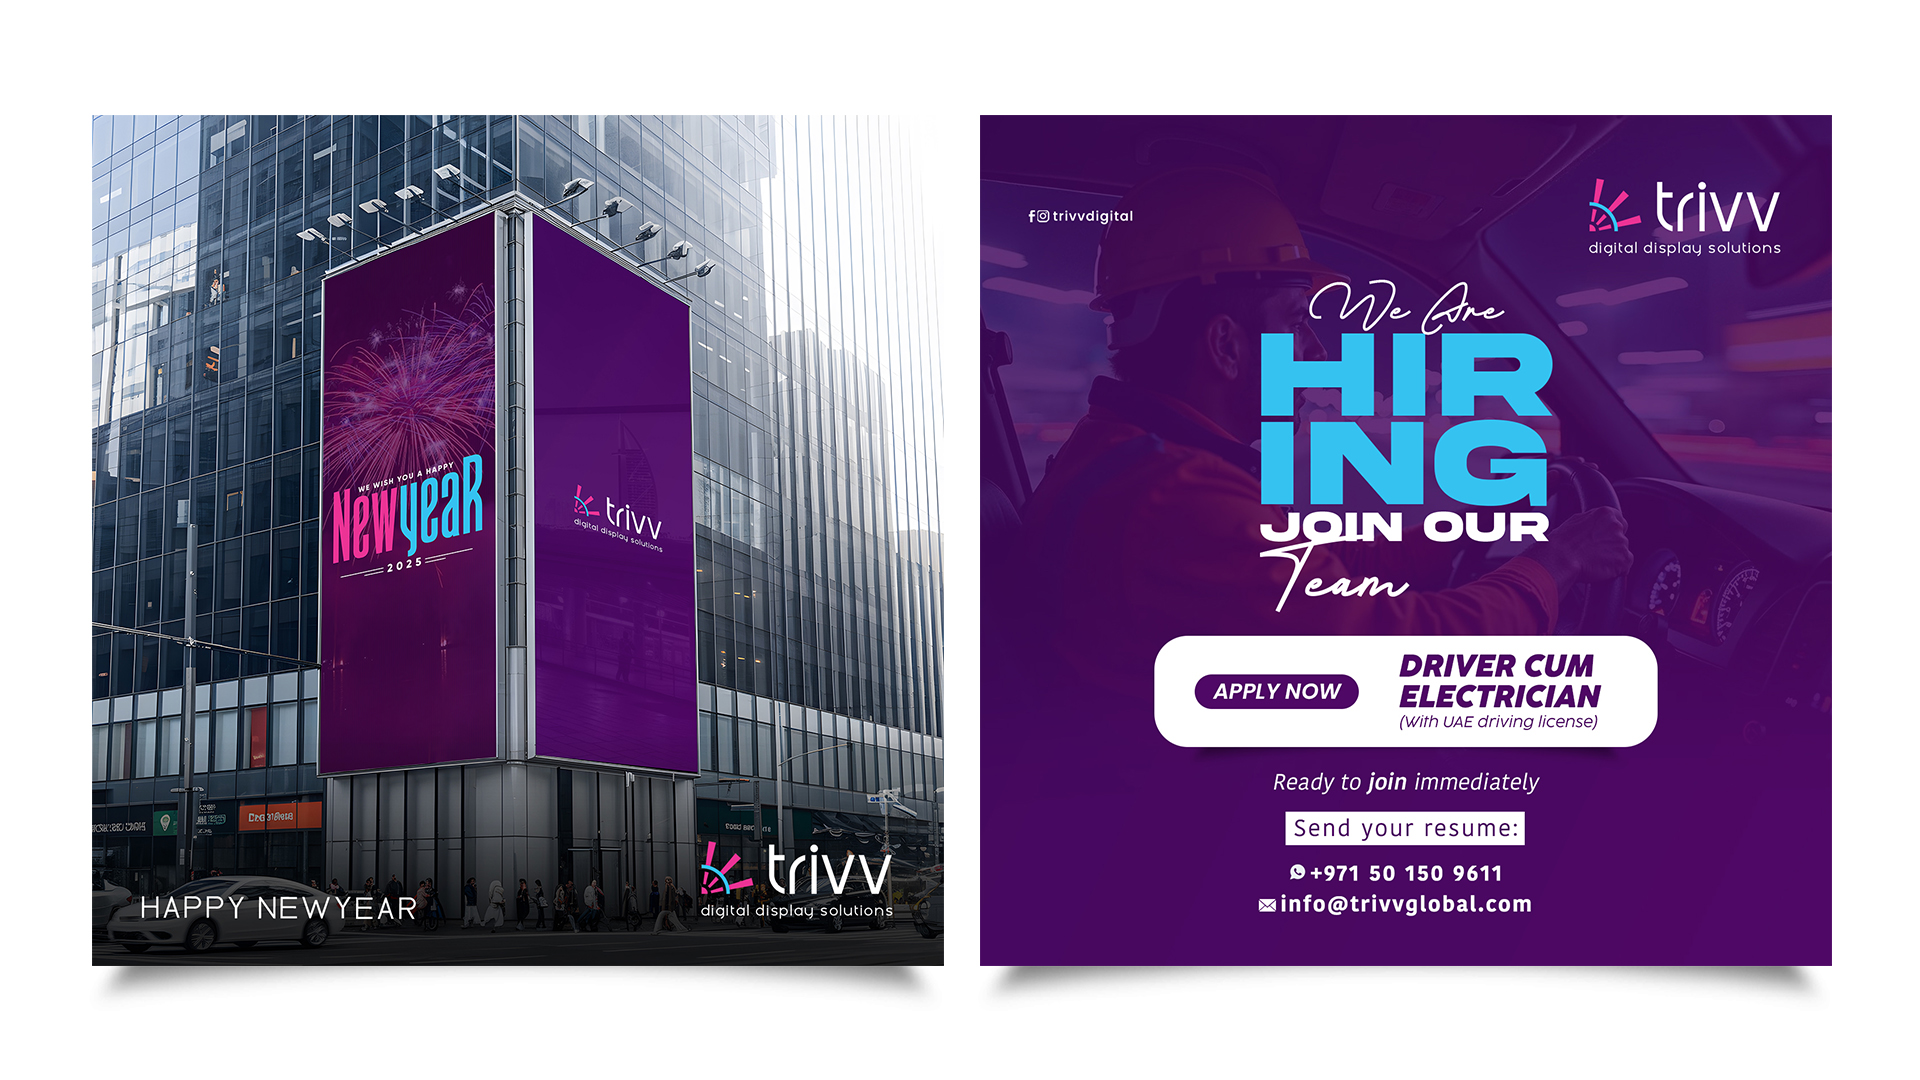 WE WISH YOU A HAPPY
NewyeaR
2025
trivv
digital display solutions
HAPPY NEWYEAR
trivv
digital display solutions
trivvdigital
trivv
digital display solutions
We Are
HIR
ING
JOIN OUR
Team
APPLY NOW
DRIVER CUM
ELECTRICIAN
(With UAE driving license)
Ready to join immediately
Send your resume:
+971 50 150 9611
info@trivvglobal.com